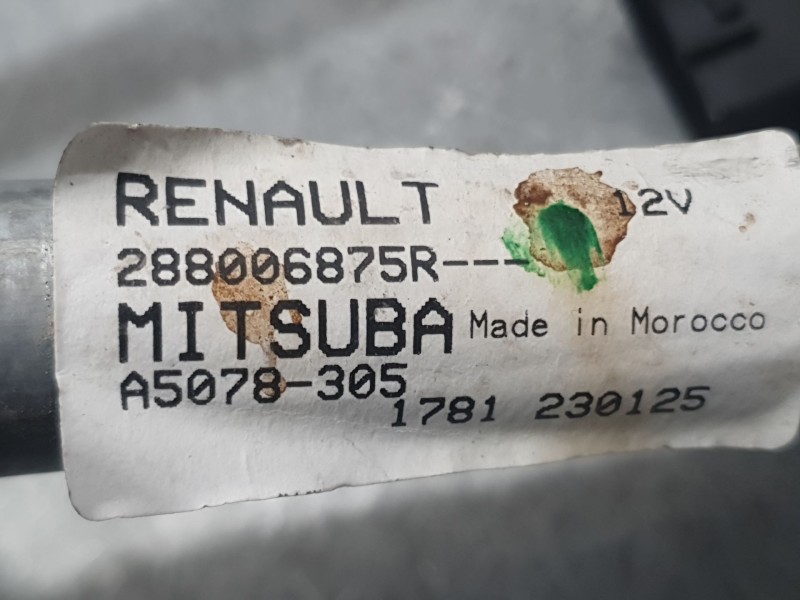 RENAULT 12V
288006875R---
MITSUBA Made in Morocco
A5078-305
1781 230125